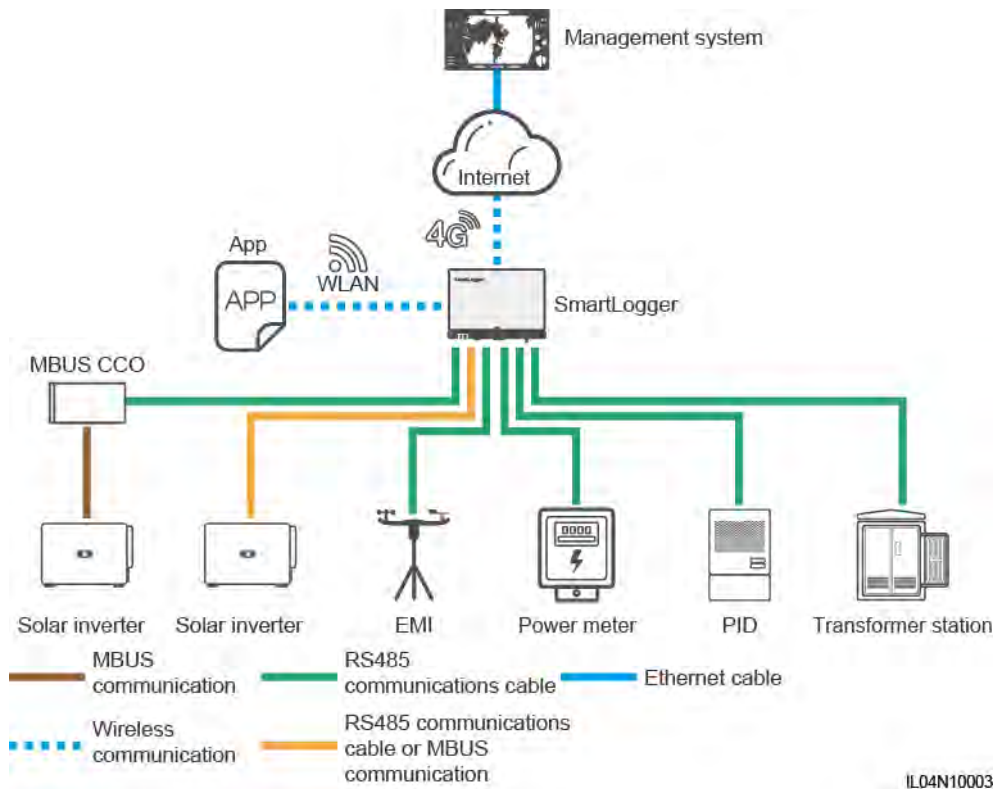 Management system
Internet
4G
App
WLAN
APP
SmartLogger
MBUS CCO
Solar inverter
Solar inverter
EMI
Power meter
PID
Transformer station
MBUS
communication
RS485
communications cable
Ethernet cable
Wireless
communication
RS485 communications
cable or MBUS
communication
IL04N10003